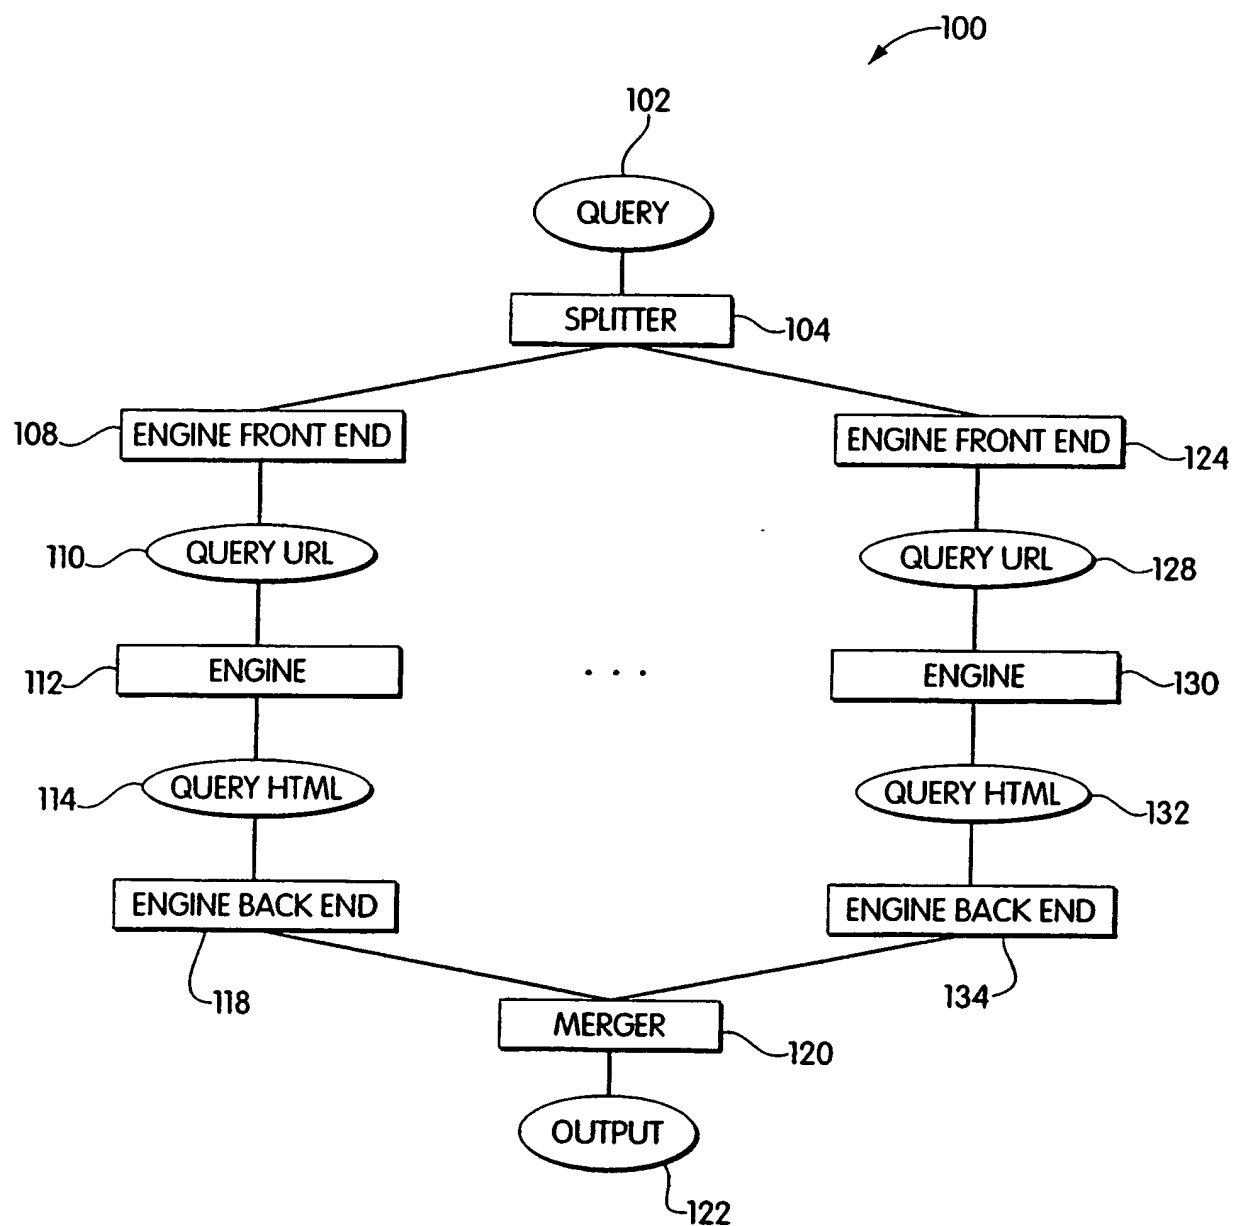 100
102
QUERY
SPLITTER
104
108
ENGINE FRONT END
ENGINE FRONT END
124
110
QUERY URL
QUERY URL
128
112
ENGINE
. . .
ENGINE
130
114
QUERY HTML
QUERY HTML
132
ENGINE BACK END
ENGINE BACK END
118
134
MERGER
120
OUTPUT
122